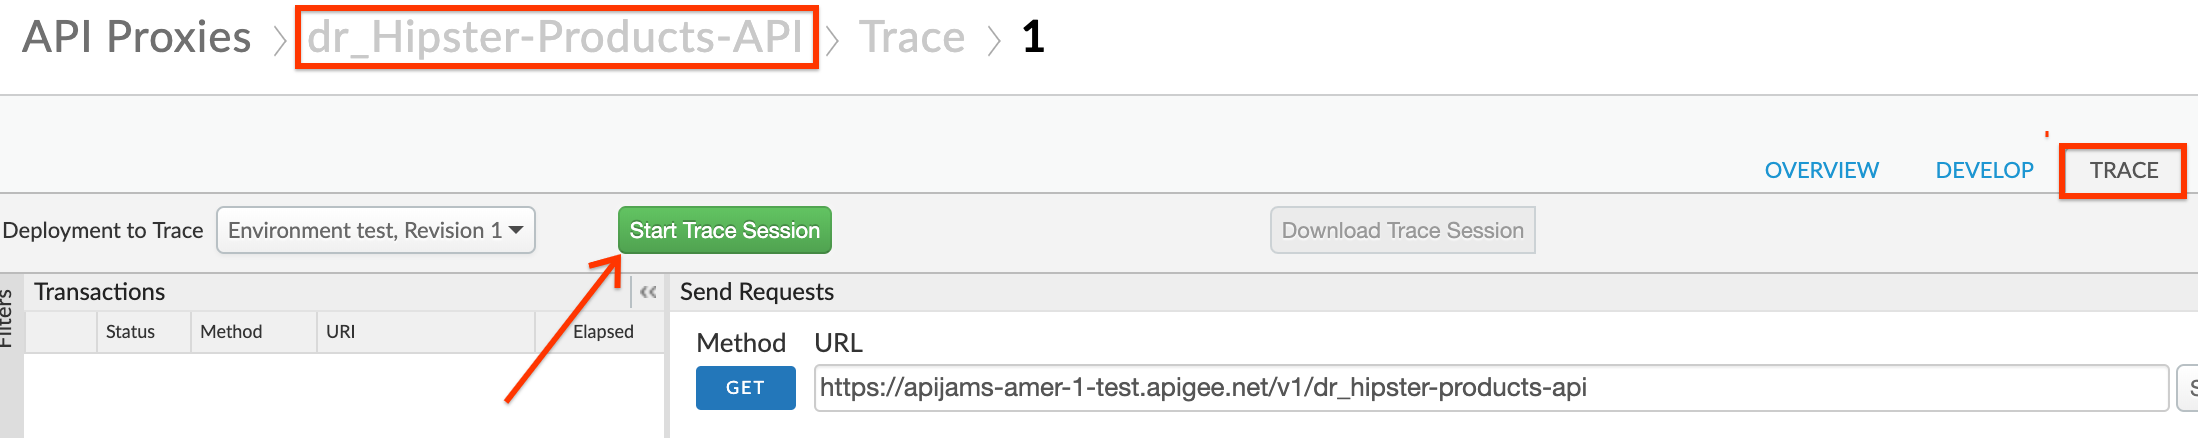 API Proxies > dr_Hipster-Products-API > Trace > 1
OVERVIEW DEVELOP TRACE
Deployment to Trace Environment test, Revision 1 Start Trace Session Download Trace Session
Filters
Transactions « Send Requests
Status Method URI Elapsed
Method URL
GET https://apijams-amer-1-test.apigee.net/v1/dr_hipster-products-api